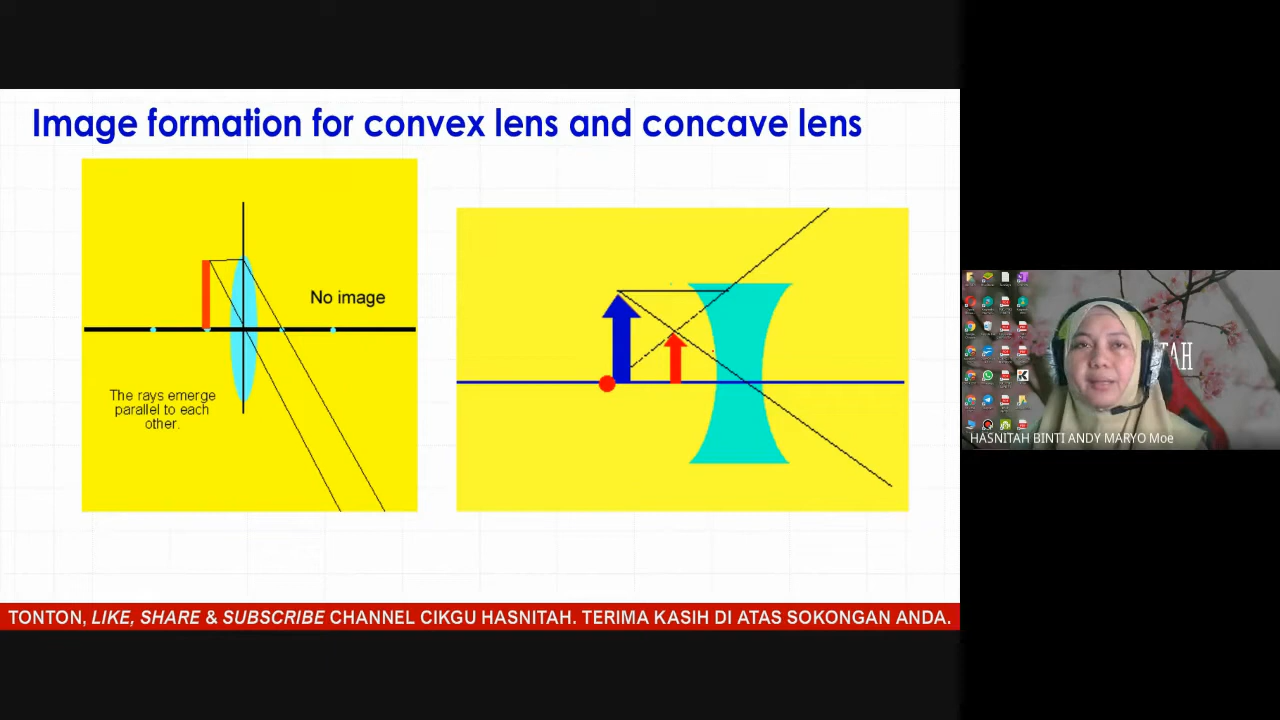 Image formation for convex lens and concave lens
No image
The rays emerge
parallel to each
other.
TAH
HASNITAH BINTI ANDY MARYO Moe
TONTON, LIKE, SHARE & SUBSCRIBE CHANNEL CIKGU HASNITAH. TERIMA KASIH DI ATAS SOKONGAN ANDA.